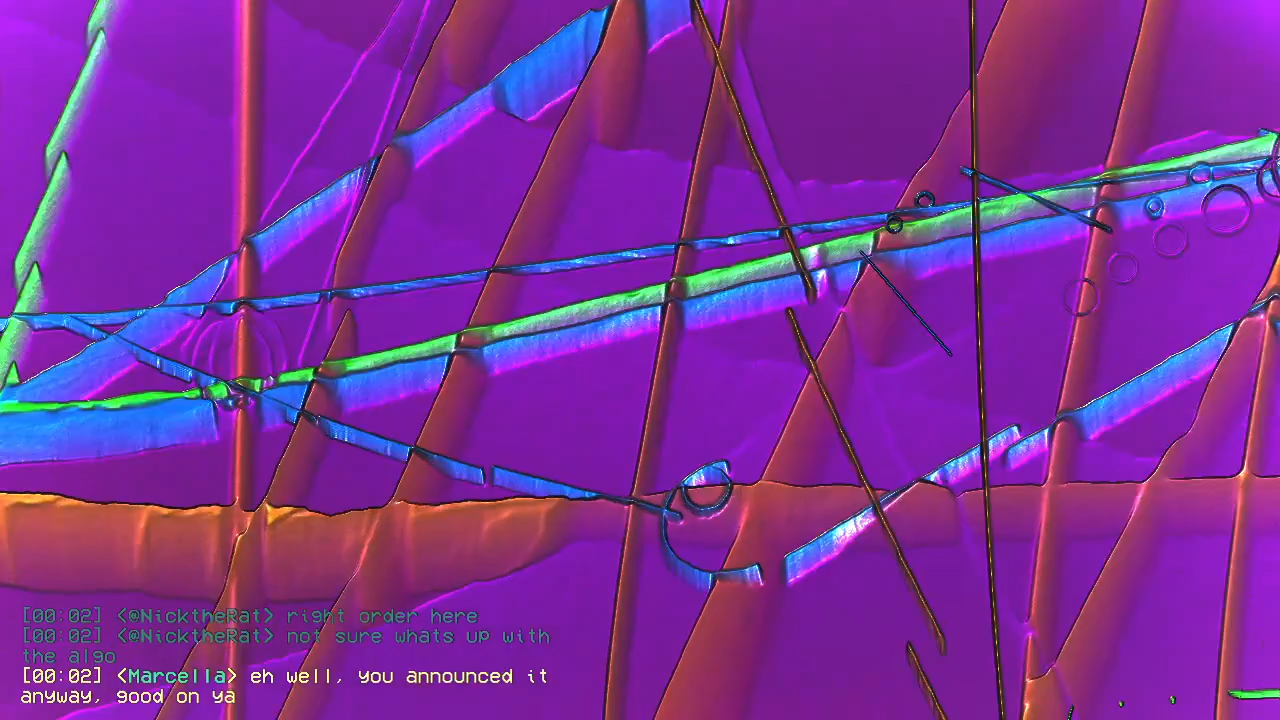 [00:02] <@NicktheRat> right order here
[00:02] <@NicktheRat> not sure whats up with
the algo
[00:02] <Marcella> eh well, you announced it
anyway, good on ya